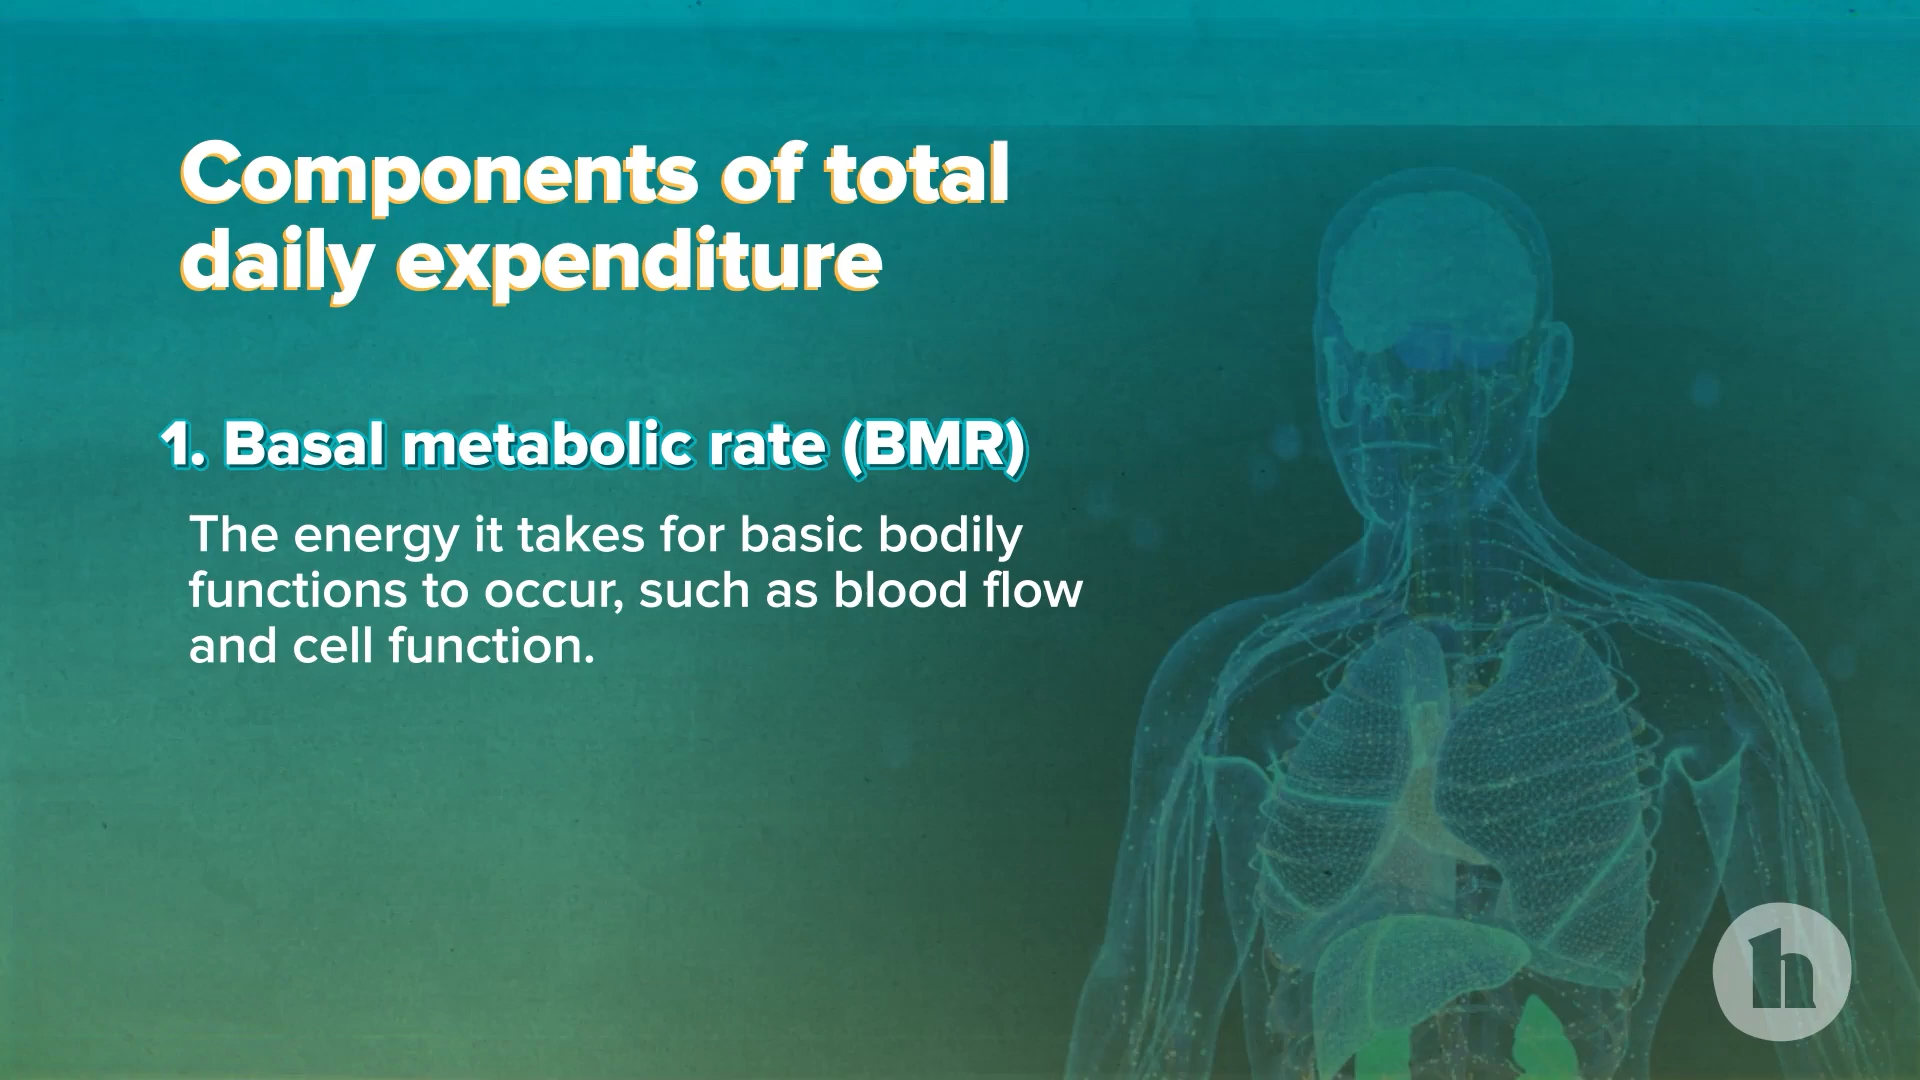 Components of total
daily expenditure
1. Basal metabolic rate (BMR)
The energy it takes for basic bodily
functions to occur, such as blood flow
and cell function.
h